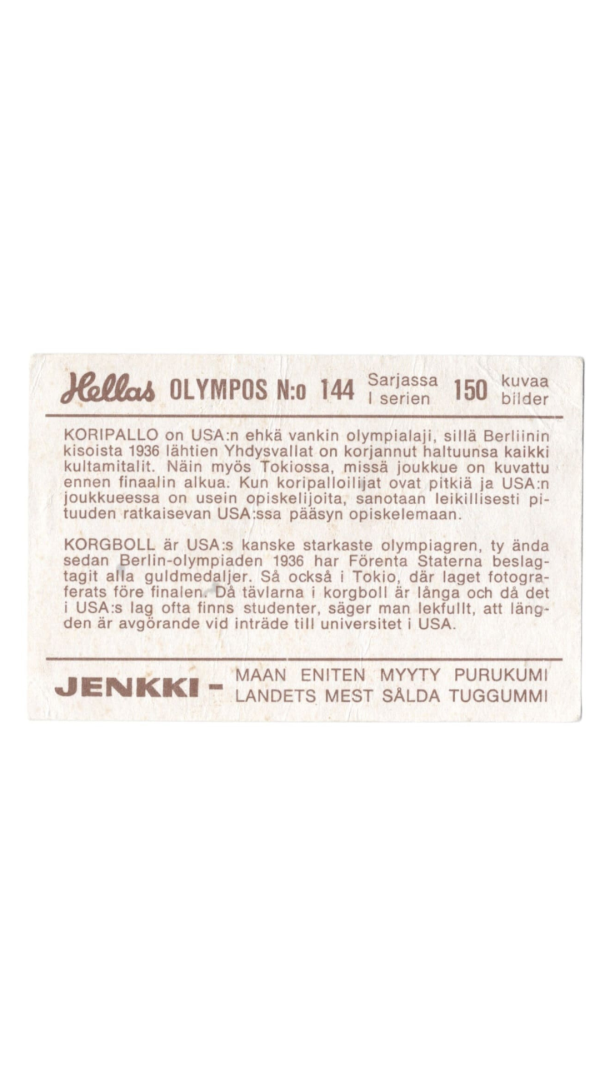 Hellas OLYMPOS N:o 144 Sarjassa 150 kuvaa
I serien bilder
KORIPALLO on USA:n ehkä vankin olympialaji, sillä Berliinin
kisoista 1936 lähtien Yhdysvallat on korjannut haltuunsa kaikki
kultamitalit. Näin myös Tokiossa, missä joukkue on kuvattu
ennen finaalin alkua. Kun koripalloilijat ovat pitkiä ja USA:n
joukkueessa on usein opiskelijoita, sanotaan leikillisesti pi-
tuuden ratkaisevan USA:ssa pääsyn opiskelemaan.
KORGBOLL är USA:s kanske starkaste olympiagren, ty ända
sedan Berlin-olympiaden 1936 har Förenta Staterna beslag-
tagit alla guldmedaljer. Så också i Tokio, där laget fotogra-
ferats före finalen. Då tävlarna i korgboll är långa och då det
i USA:s lag ofta finns studenter, säger man lekfullt, att läng-
den är avgörande vid inträde till universitet i USA.
JENKKI – MAAN ENITEN MYYTY PURUKUMI
LANDETS MEST SÅLDA TUGGUMMI